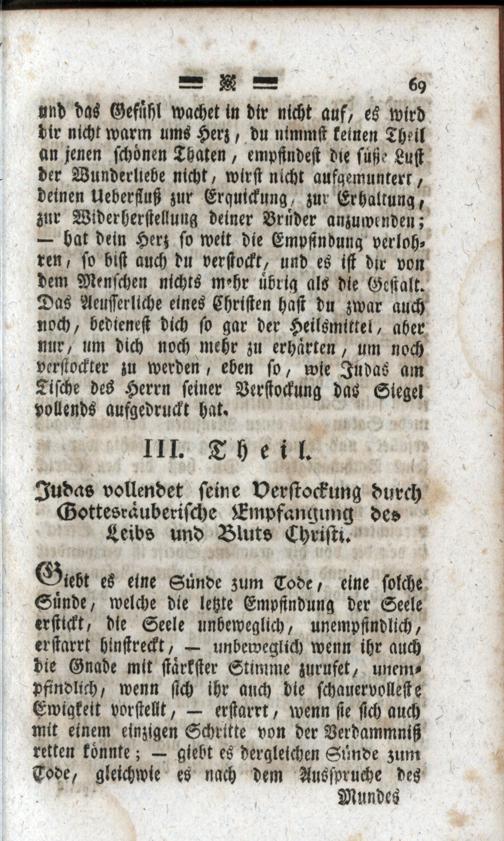 69
und das Gefühl wachet in dir nicht auf, es wird
dir nicht warm ums Herz, du nimmst keinen Theil
an jenen schönen Thaten, empfindest die süße Lust
der Wunderliebe nicht, wirst nicht aufgemuntert,
deinen Ueberfluß zur Erquickung, zur Erhaltung,
zur Widerherstellung deiner Brüder anzuwenden;
— hat dein Herz so weit die Empfindung verloh-
ren, so bist auch du verstockt, und es ist dir von
dem Menschen nichts mehr übrig als die Gestalt.
Das Aeusserliche eines Christen hast du zwar auch
noch, bedienest dich so gar der Heilsmittel, aber
nur, um dich noch mehr zu erhärten, um noch
verstockter zu werden, eben so, wie Judas am
Tische des Herrn seiner Verstockung das Siegel
vollends aufgedruckt hat.
III. Theil.
Judas vollendet seine Verstockung durch
Gottesräuberische Empfangung des
Leibs und Bluts Christi.
Giebt es eine Sünde zum Tode, eine solche
Sünde, welche die letzte Empfindung der Seele
erstickt, die Seele unbeweglich, unempfindlich,
erstarrt hinstreckt, — unbeweglich wenn ihr auch
die Gnade mit stärkster Stimme zurufet, unem-
pfindlich, wenn sich ihr auch die schauervolleste
Ewigkeit vorstellt, — erstarrt, wenn sie sich auch
mit einem einzigen Schritte von der Verdammniß
retten könnte; — giebt es dergleichen Sünde zum
Tode, gleichwie es nach dem Ausspruche des
Mundes